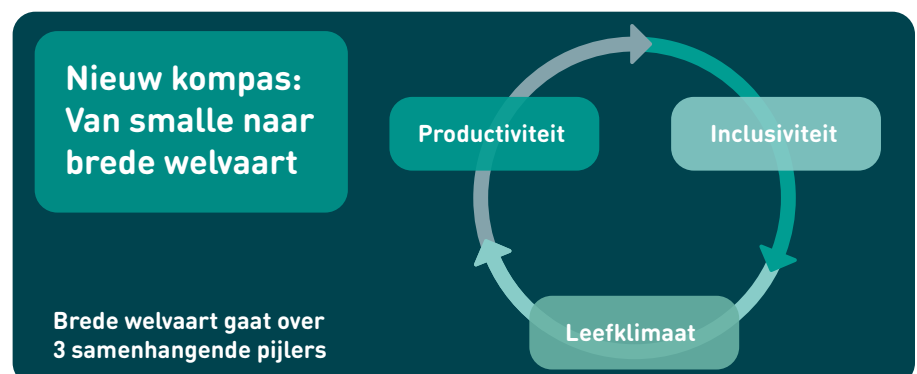 Nieuw kompas:
Van smalle naar
brede welvaart
Productiviteit
Inclusiviteit
Leefklimaat
Brede welvaart gaat over
3 samenhangende pijlers